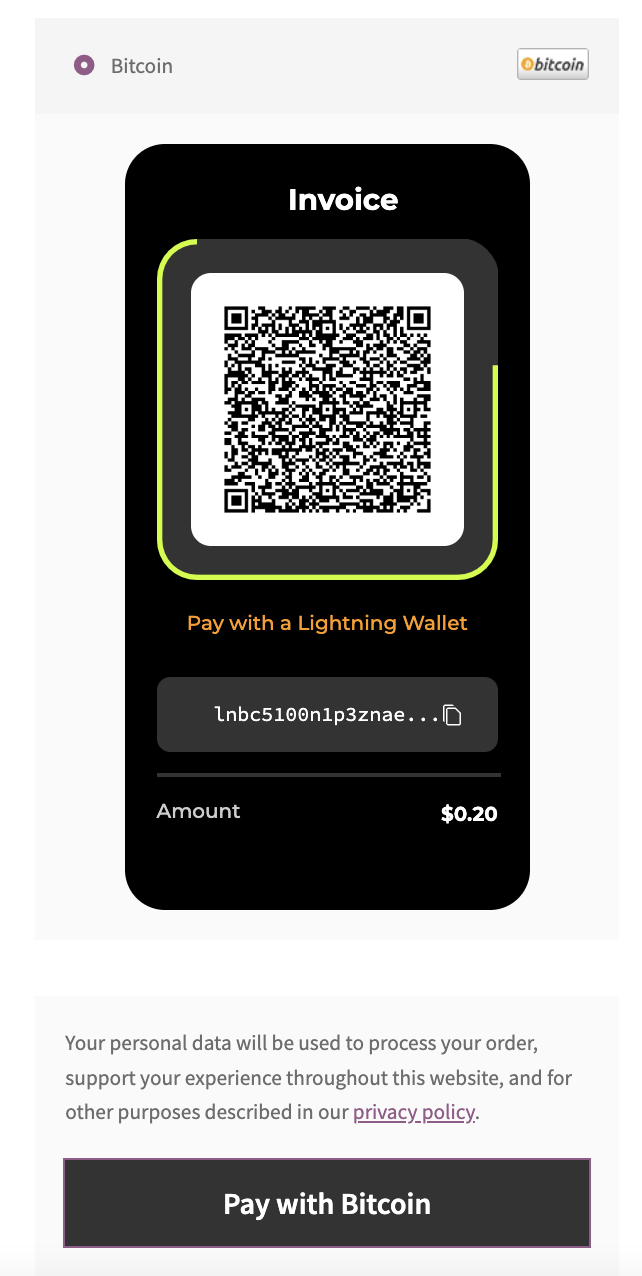 Bitcoin
bitcoin
Invoice
Pay with a Lightning Wallet
lnbc5100n1p3znae...
Amount
$0.20
Your personal data will be used to process your order,
support your experience throughout this website, and for
other purposes described in our privacy policy.
Pay with Bitcoin